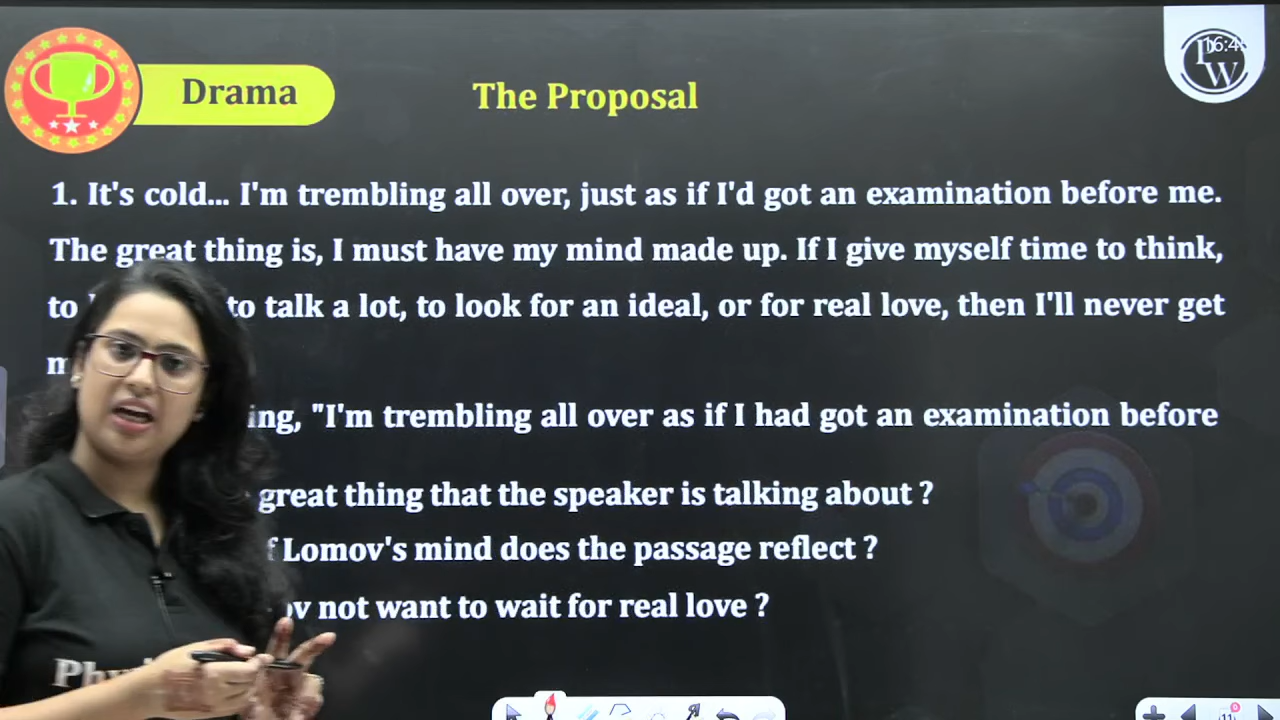 Drama
The Proposal
16:4
PW
1. It's cold... I'm trembling all over, just as if I'd got an examination before me.
The great thing is, I must have my mind made up. If I give myself time to think,
to to talk a lot, to look for an ideal, or for real love, then I'll never get
"I'm trembling all over as if I had got an examination before
great thing that the speaker is talking about ?
Lomov's mind does the passage reflect ?
not want to wait for real love ?
11